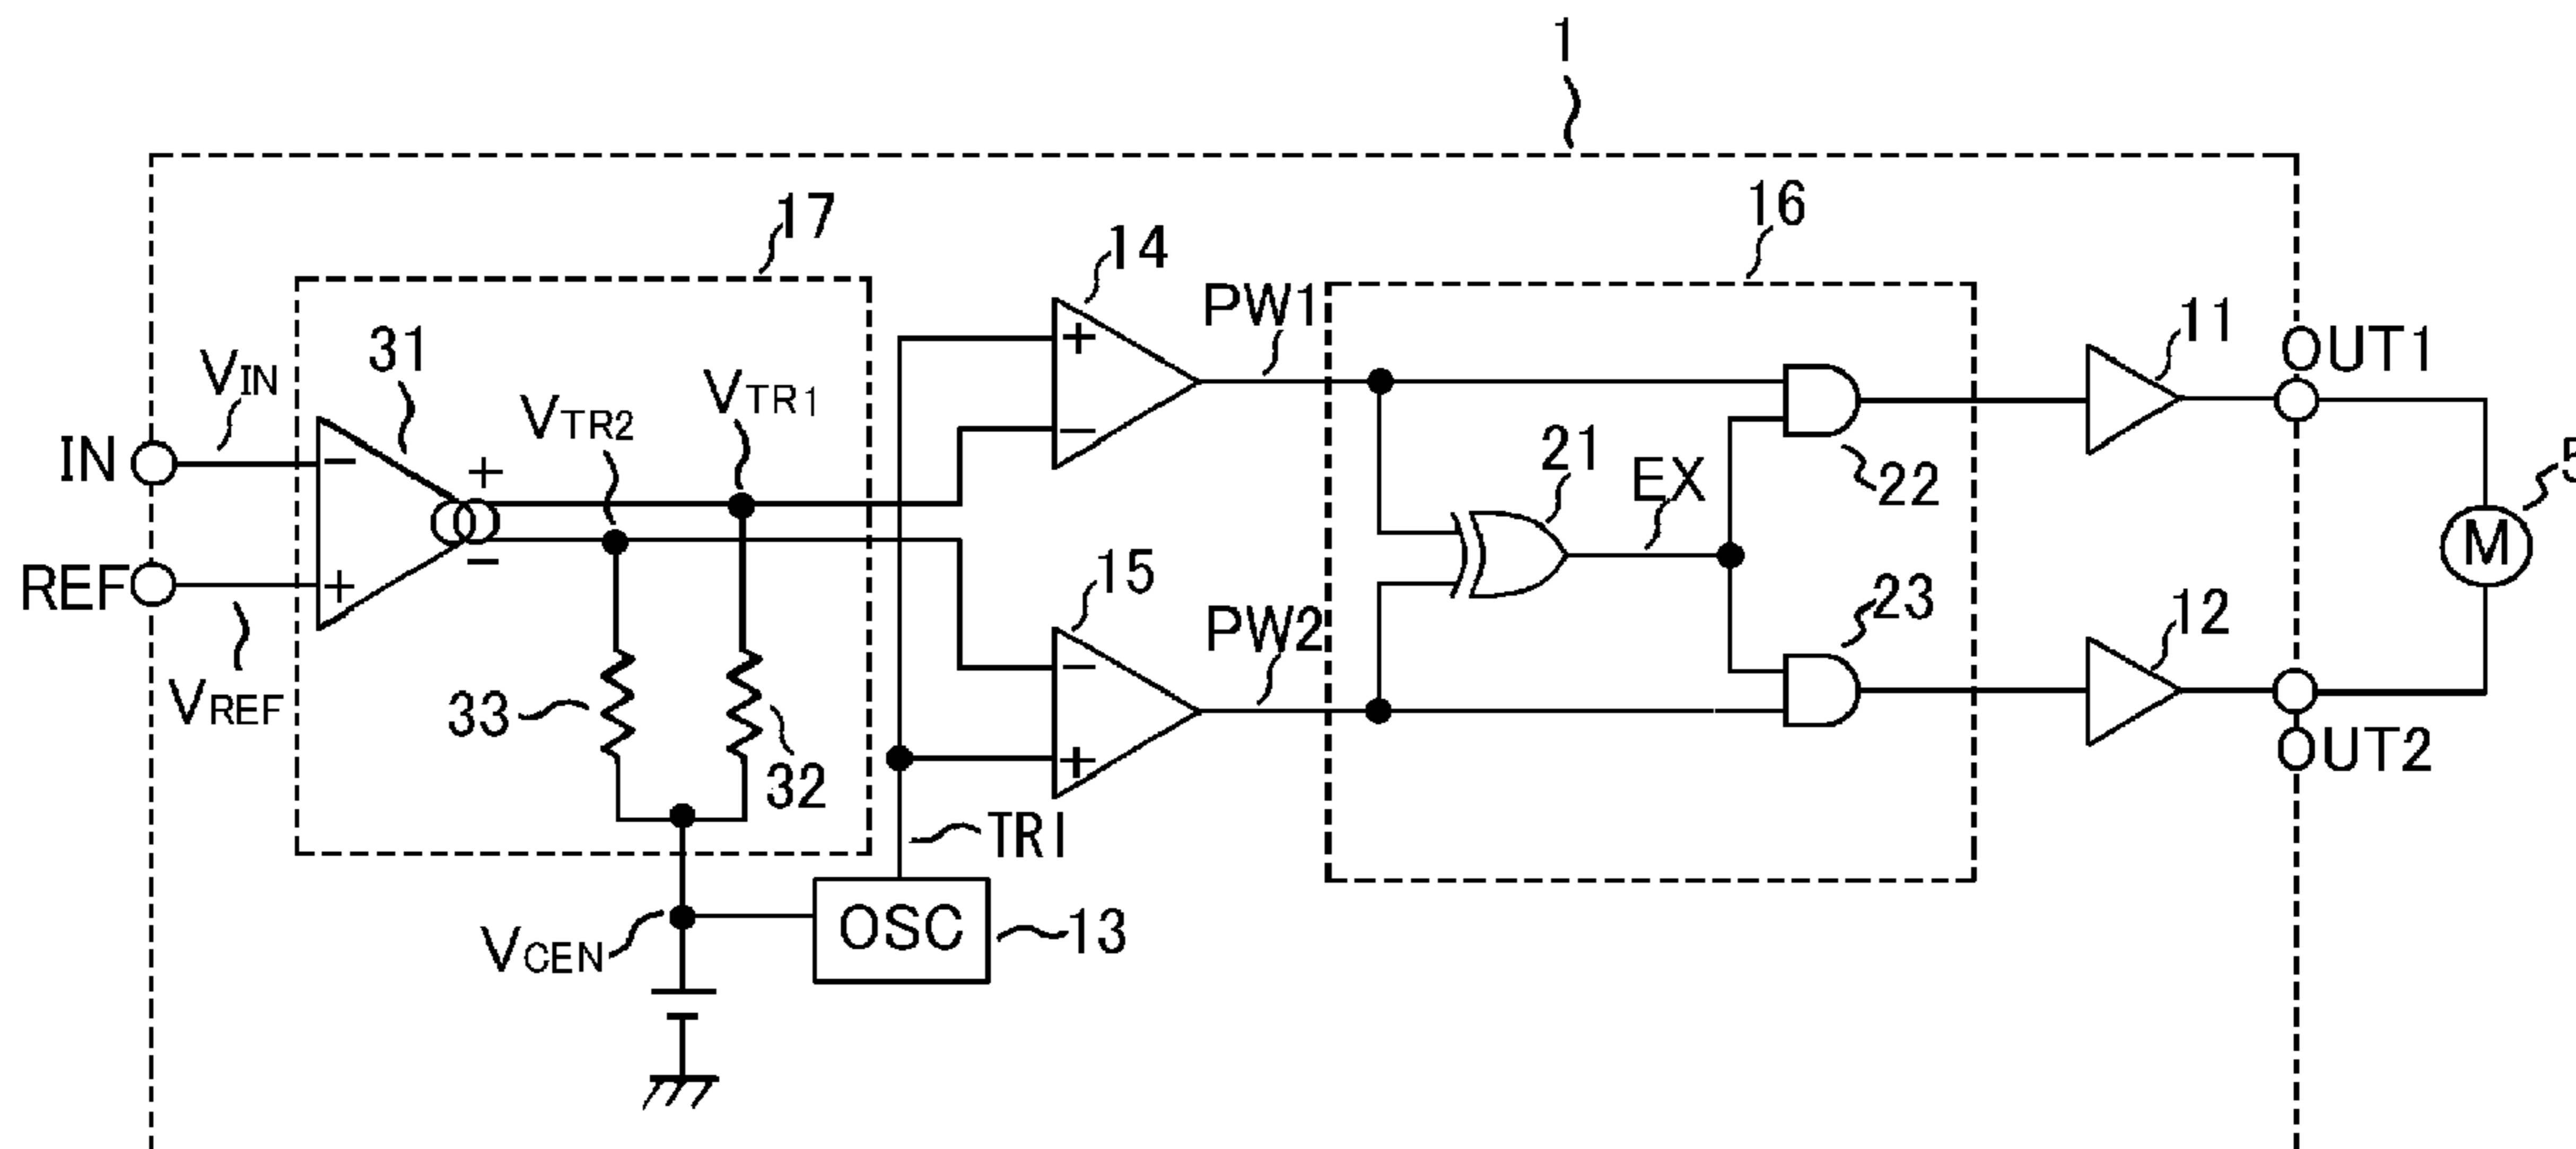 1
17
16
14
PW1
11
OUT1
31
VIN
VTR1
VTR2
IN
+
−
+
−
21
EX
22
5
M
REF
+
−
15
PW2
23
12
VREF
33
32
−
+
OUT2
TRI
VCEN
OSC
13